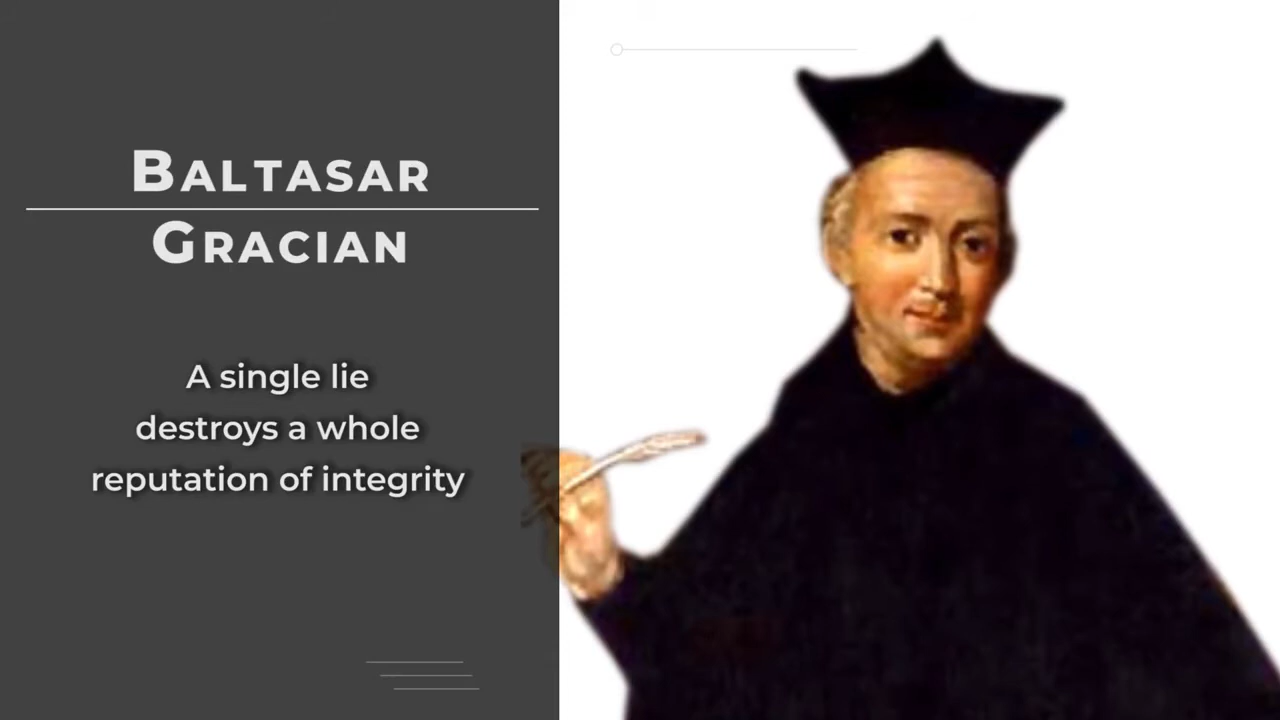 BALTASAR
GRACIAN
A single lie
destroys a whole
reputation of integrity